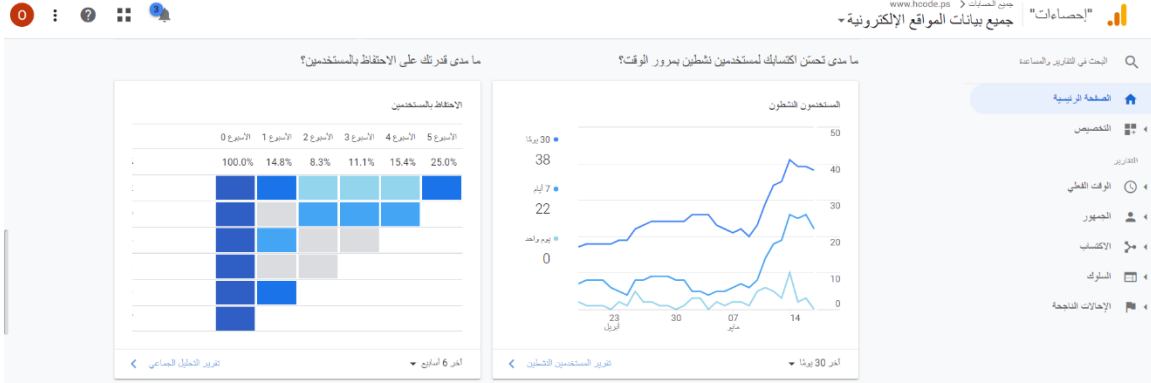 "إحصاءات"
جميع الحسابات > www.hcode.ps
جميع بيانات المواقع الإلكترونية
3
O
البحث في التقارير والمساعدة
الصفحة الرئيسية
التخصيص
التقارير
الوقت الفعلي
الجمهور
الاكتساب
السلوك
الإحالات الناجحة
ما مدى تحسّن اكتسابك لمستخدمين نشطين بمرور الوقت؟
المستخدمون النشطون
50
40
30
20
10
0
30 يومًا
38
7 أيام
22
يوم واحد
0
23 30 07 14
أبريل مايو
آخر 30 يومًا
تقرير المستخدمين النشطين
ما مدى قدرتك على الاحتفاظ بالمستخدمين؟
الاحتفاظ بالمستخدمين
الأسبوع 0 الأسبوع 1 الأسبوع 2 الأسبوع 3 الأسبوع 4 الأسبوع 5
100.0% 14.8% 8.3% 11.1% 15.4% 25.0%
آخر 6 أسابيع
تقرير التحليل الجماعي